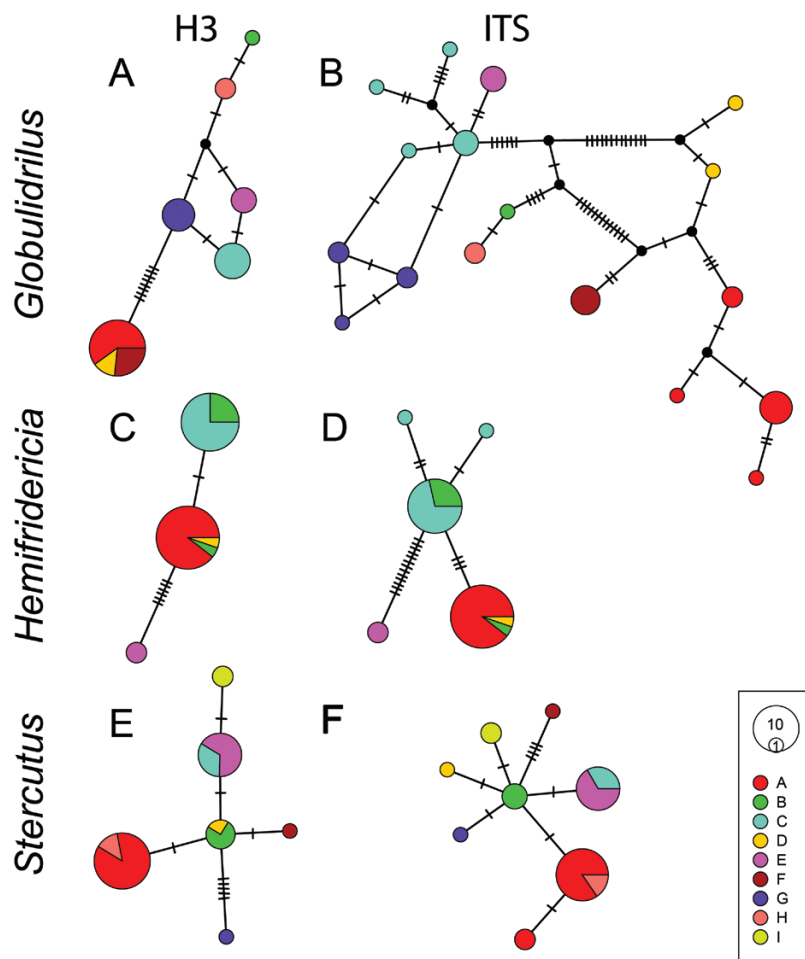 H3 ITS
A B
Globulidrilus
C D
Hemifridericia
E F
Stercutus
10
1
A
B
C
D
E
F
G
H
I